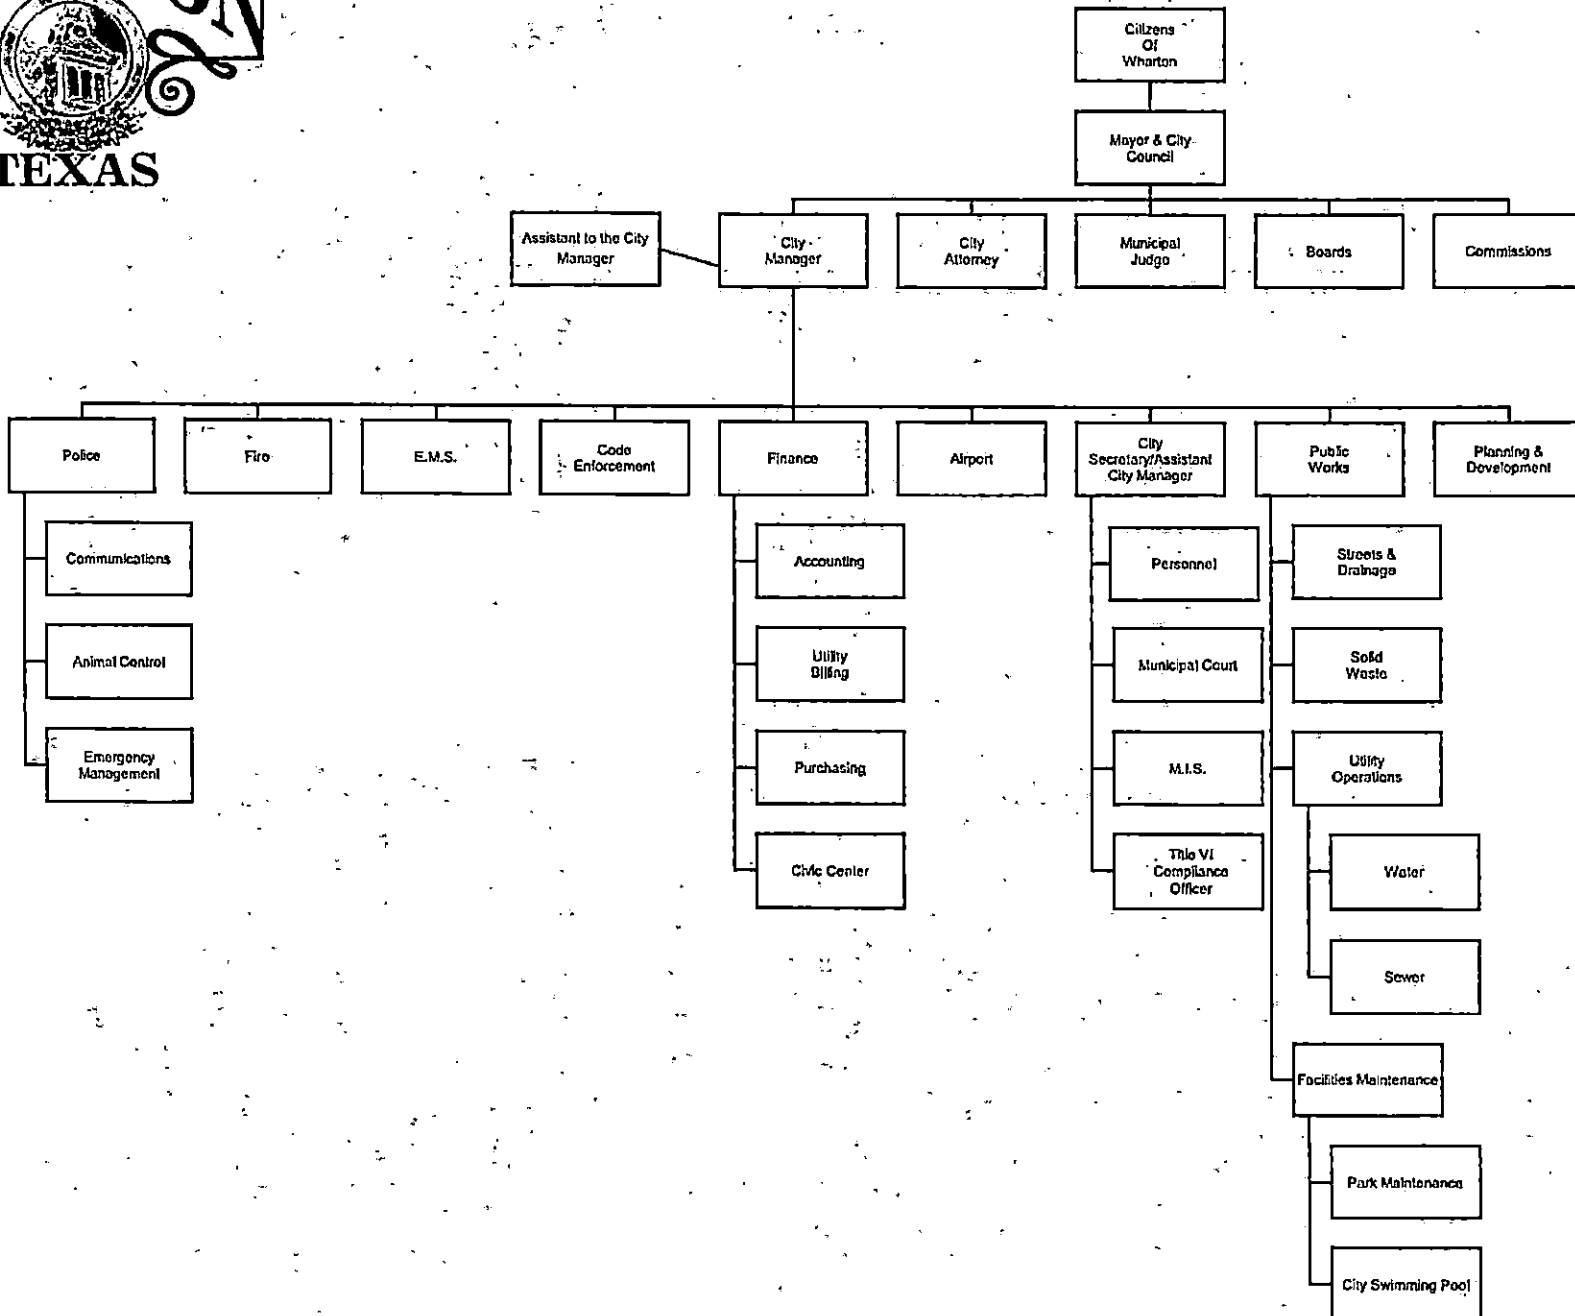 TEXAS
Citizens
Of
Wharton
Mayor & City
Council
Assistant to the City
Manager
City
Manager
City
Attorney
Municipal
Judge
Boards
Commissions
Police
Fire
E.M.S.
Code
Enforcement
Finance
Airport
City
Secretary/Assistant
City Manager
Public
Works
Planning &
Development
Communications
Animal Control
Emergency
Management
Accounting
Utility
Billing
Purchasing
Civic Center
Personnel
Municipal Court
M.I.S.
Title VI
Compliance
Officer
Streets &
Drainage
Solid
Waste
Utility
Operations
Water
Sewer
Facilities Maintenance
Park Maintenance
City Swimming Pool